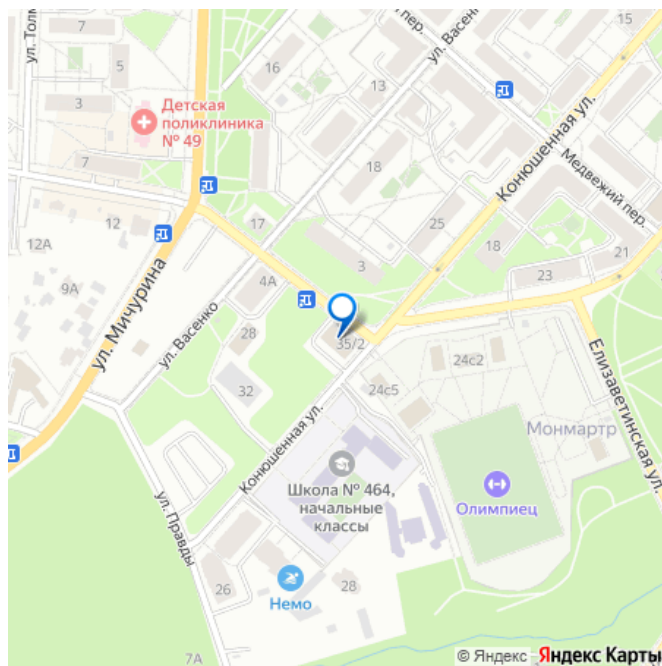 ул. Толм
7
5
3
7
Детская
поликлиника
№ 49
16
й пер.
ул. Васенко
13
18
15
Конюшенная ул.
Медвежий пер.
12
12А
9А
17
25
18
21
23
3
4А
ул. Мичурина
ул. Васенко
28
32
35/2
24с2
24с5
Елизаветинская ул.
Монмартр
Конюшенная ул.
Школа № 464,
начальные
классы
Олимпиец
ул. Правды
26
Немо
28
7А
© Яндекс Яндекс Карты